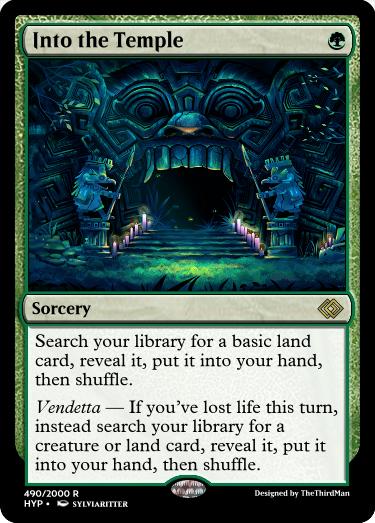 Into the Temple
Sorcery
Search your library for a basic land
card, reveal it, put it into your hand,
then shuffle.
Vendetta — If you've lost life this turn,
instead search your library for a
creature or land card, reveal it, put it
into your hand, then shuffle.
490/2000 R
Designed by TheThirdMan
HYP • SYLVIARITTER